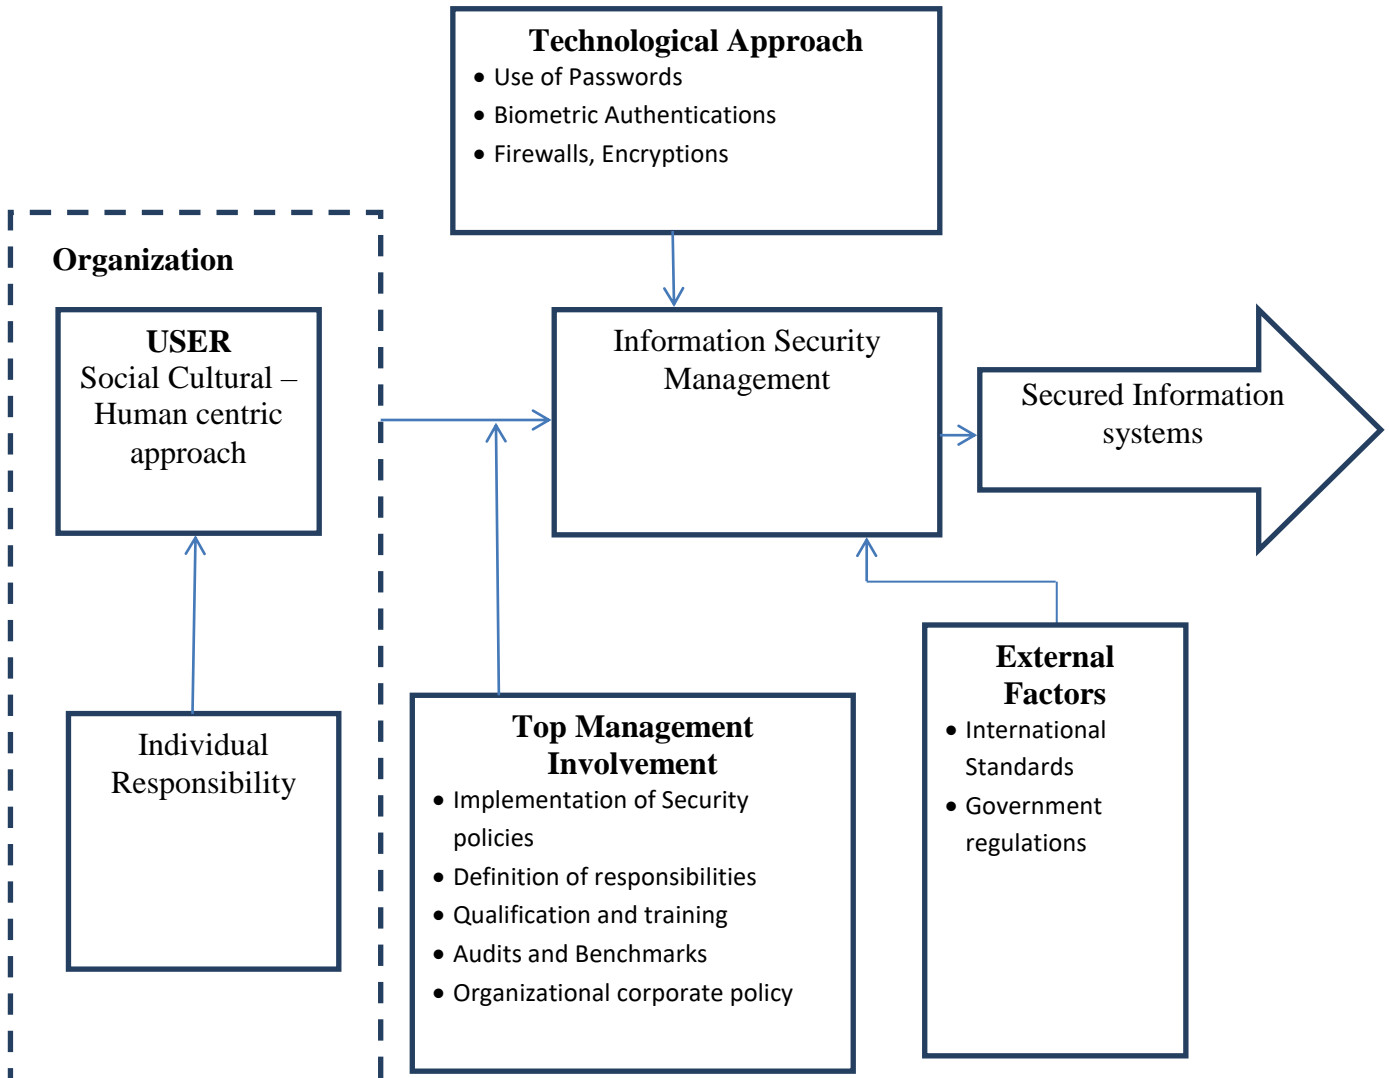 Technological Approach
• Use of Passwords
• Biometric Authentications
• Firewalls, Encryptions
Organization
USER
Social Cultural –
Human centric
approach
Information Security
Management
Secured Information
systems
Individual
Responsibility
Top Management
Involvement
• Implementation of Security
policies
• Definition of responsibilities
• Qualification and training
• Audits and Benchmarks
• Organizational corporate policy
External
Factors
• International
Standards
• Government
regulations